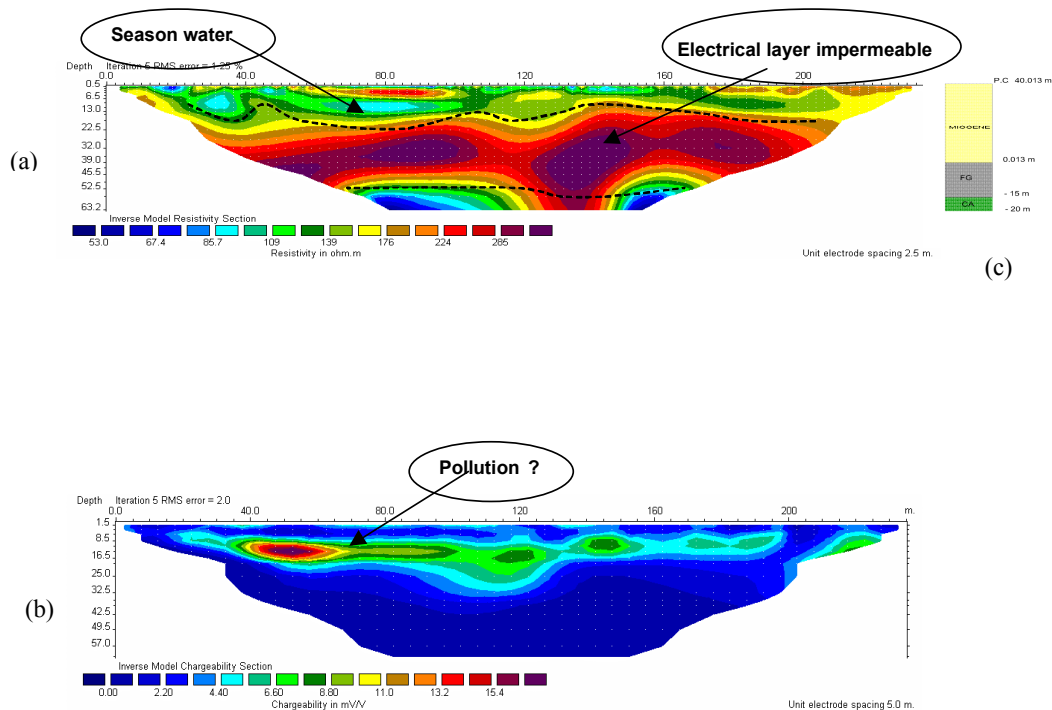 Season water
Electrical layer impermeable
Depth Iteration 5 RMS error = 1.25 %
0.0 40.0 80.0 120 160 200
P.C 40.013 m
0.5
6.5
13.0
22.5
32.0
39.0
45.0
52.5
63.2
(a)
MIOCENE
0.013 m
FG
- 15 m
CA
- 20 m
(c)
Inverse Model Resistivity Section
53.0 67.4 85.7 109 139 176 224 285
Resistivity in ohm.m
Unit electrode spacing 2.5 m.
Pollution ?
Depth Iteration 5 RMS error = 2.0
0.0 40.0 80.0 120 160 200 m.
1.5
8.5
16.5
25.0
32.5
42.5
49.5
57.0
(b)
Inverse Model Chargeability Section
0.00 2.20 4.40 6.60 8.80 11.0 13.2 15.4
Chargeability in mV/V
Unit electrode spacing 5.0 m.